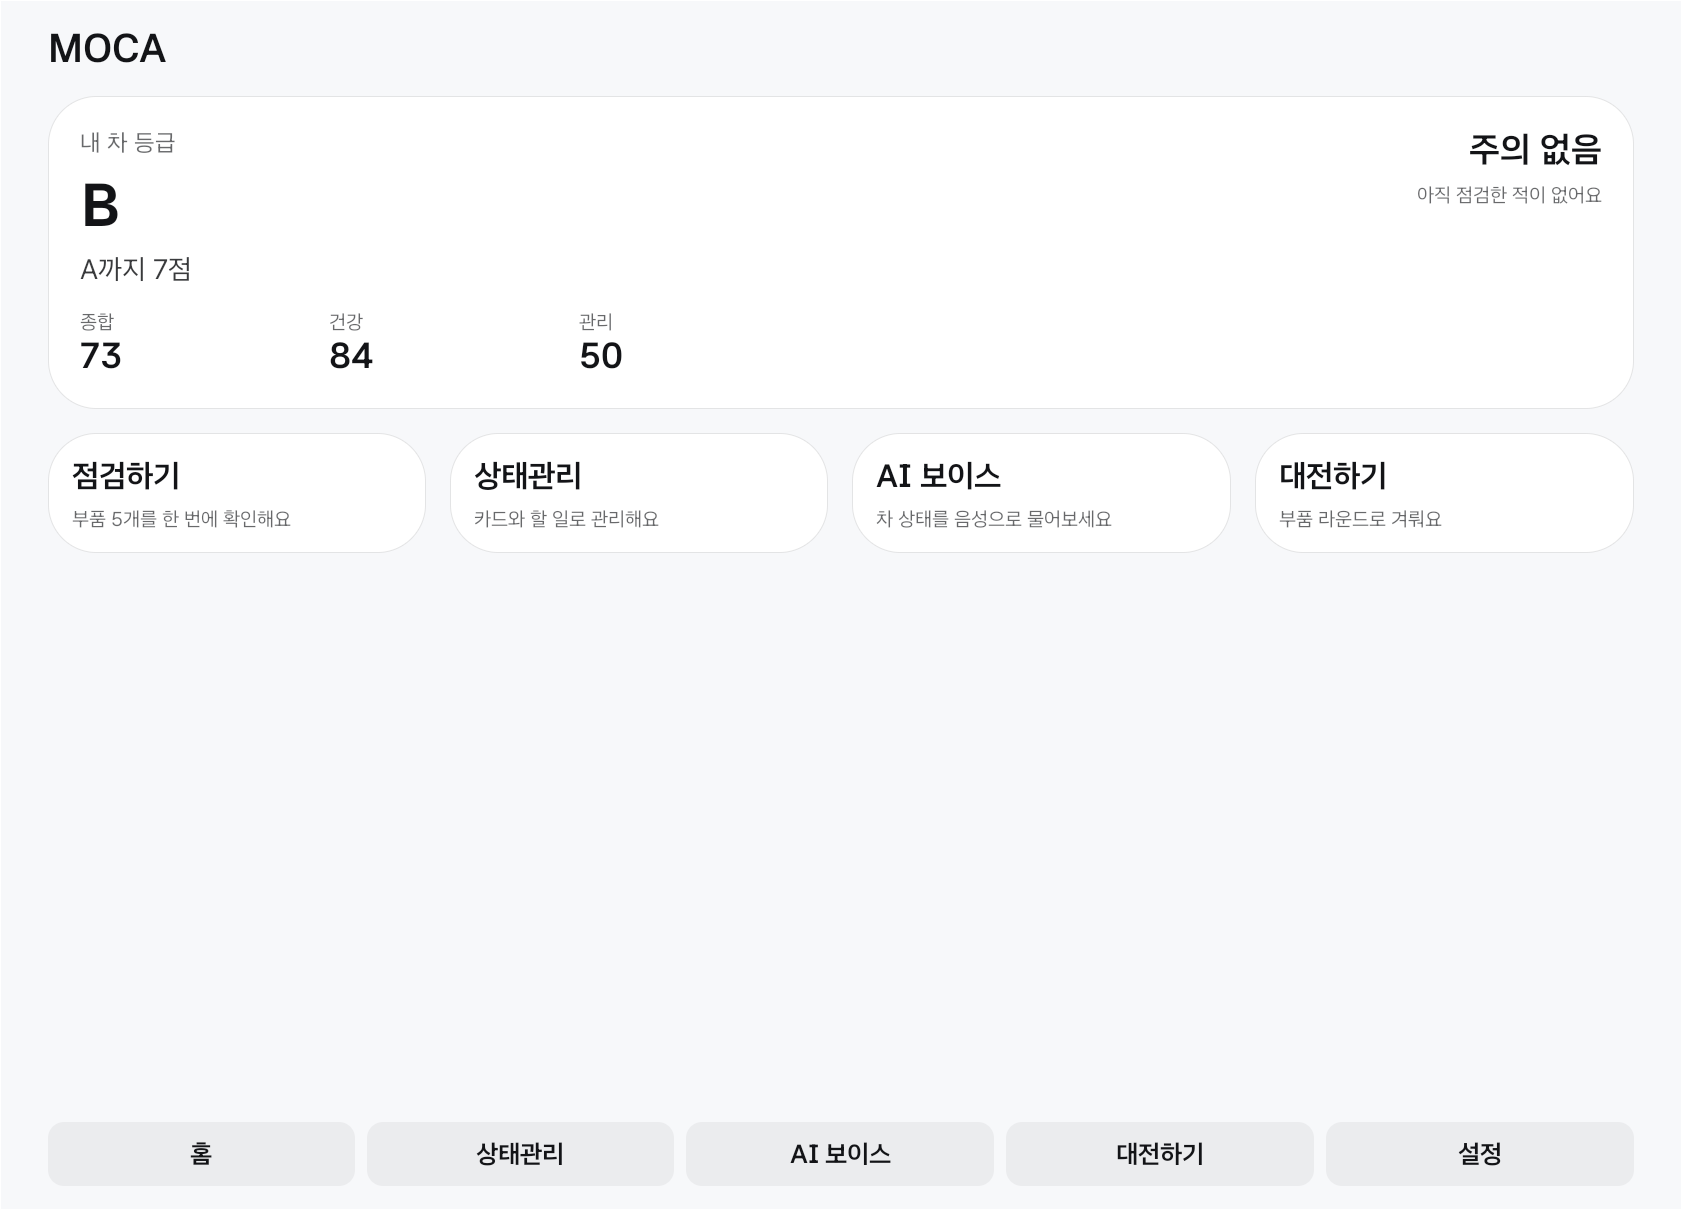 MOCA
내 차 등급
B
A까지 7점
종합
73
건강
84
관리
50
주의 없음
아직 점검한 적이 없어요
점검하기
부품 5개를 한 번에 확인해요
상태관리
카드와 할 일로 관리해요
AI 보이스
차 상태를 음성으로 물어보세요
대전하기
부품 라운드로 겨뤄요
홈
상태관리
AI 보이스
대전하기
설정